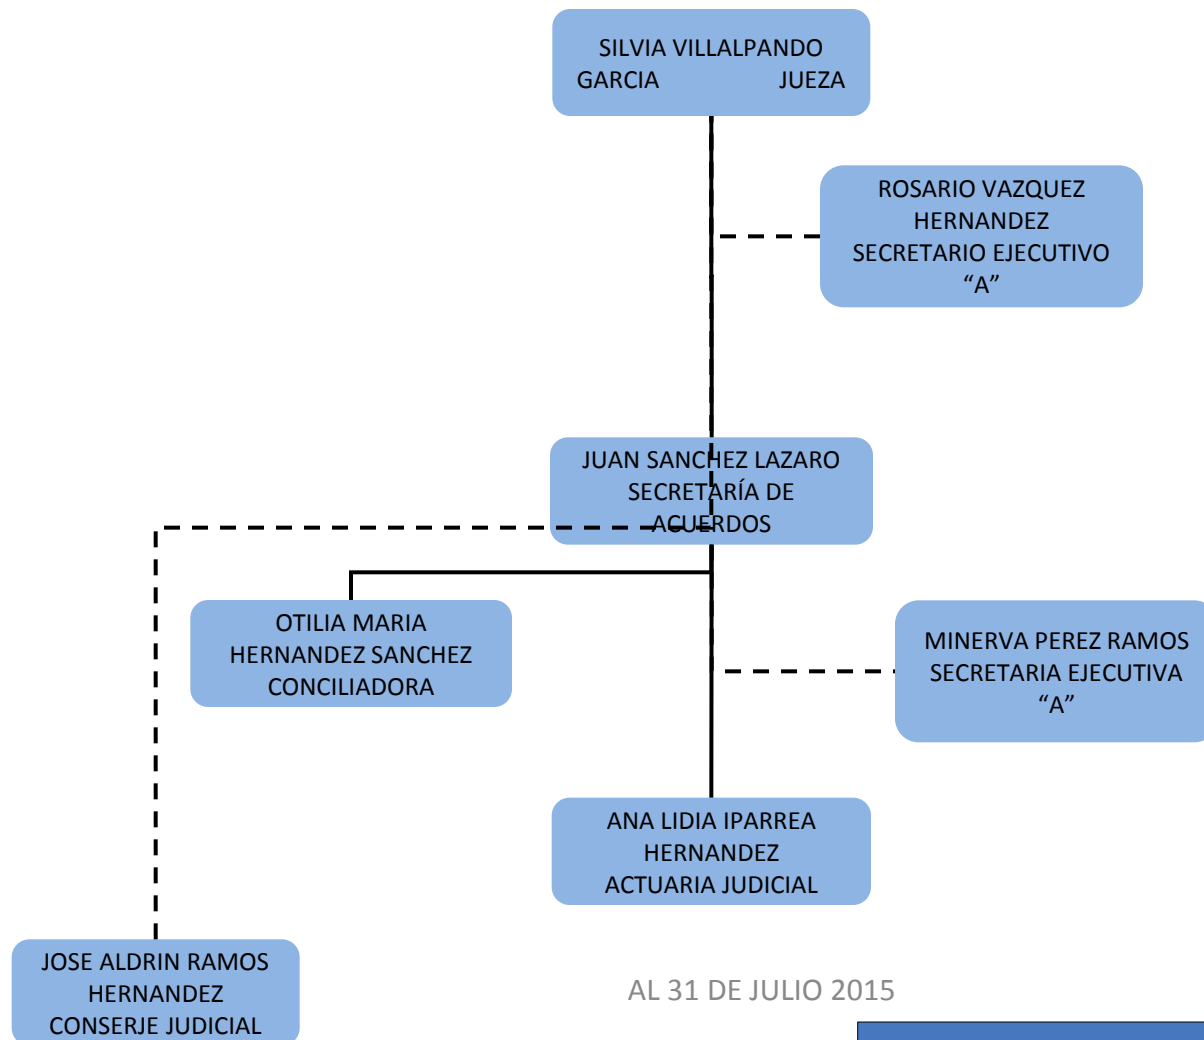 SILVIA VILLALPANDO
GARCIA JUEZA
ROSARIO VAZQUEZ
HERNANDEZ
SECRETARIO EJECUTIVO
“A”
JUAN SANCHEZ LAZARO
SECRETARÍA DE
ACUERDOS
OTILIA MARIA
HERNANDEZ SANCHEZ
CONCILIADORA
MINERVA PEREZ RAMOS
SECRETARIA EJECUTIVA
“A”
ANA LIDIA IPARREA
HERNANDEZ
ACTUARIA JUDICIAL
JOSE ALDRIN RAMOS
HERNANDEZ
CONSERJE JUDICIAL
AL 31 DE JULIO 2015